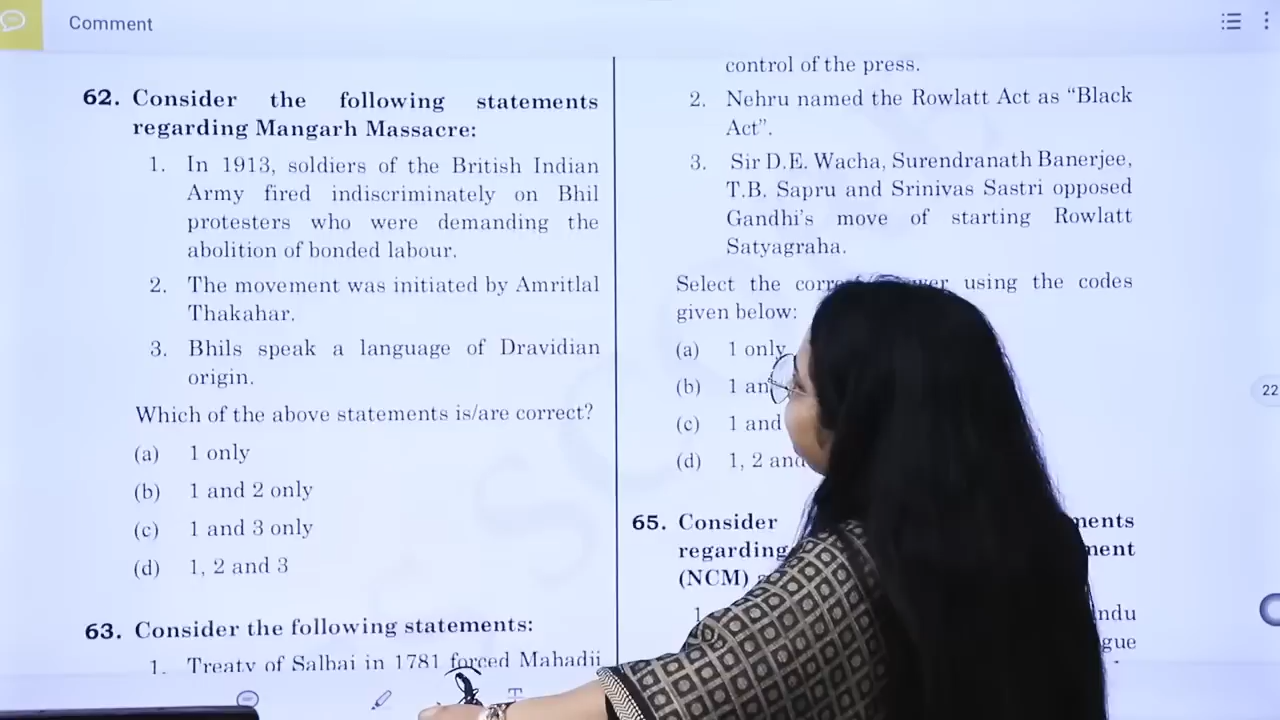 Comment
62. Consider the following statements
regarding Mangarh Massacre:
1. In 1913, soldiers of the British Indian
Army fired indiscriminately on Bhil
protesters who were demanding the
abolition of bonded labour.
2. The movement was initiated by Amritlal
Thakahar.
3. Bhils speak a language of Dravidian
origin.
Which of the above statements is/are correct?
(a) 1 only
(b) 1 and 2 only
(c) 1 and 3 only
(d) 1, 2 and 3
63. Consider the following statements:
1. Treaty of Salbai in 1781 forced Mahadji
control of the press.
2. Nehru named the Rowlatt Act as “Black
Act”.
3. Sir D.E. Wacha, Surendranath Banerjee,
T.B. Sapru and Srinivas Sastri opposed
Gandhi's move of starting Rowlatt
Satyagraha.
Select the using the codes
given below:
(a) 1 only
(b) 1
(c) 1 and
(d) 1, 2 and
65. Consider
regarding
(NCM)
1.
22